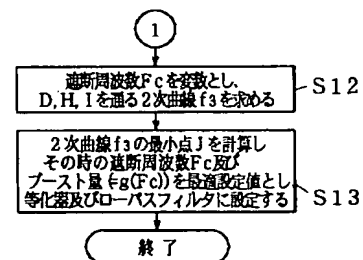 1
遮断周波数Fcを変数とし、
D,H,Iを通る2次曲線f3を求める
S12
2次曲線f3の最小点Jを計算し
その時の遮断周波数Fc及び
ブースト量(=g(Fc))を最適設定値とし
等化器及びローパスフィルタに設定する
S13
終了